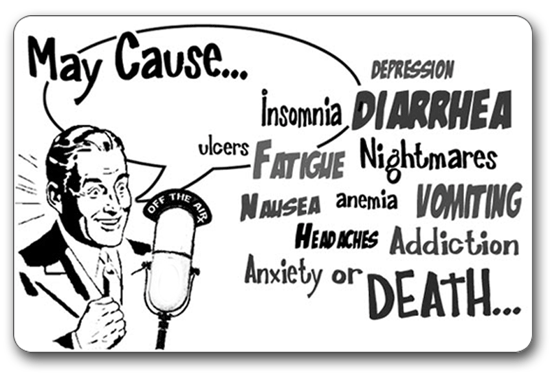 May Cause...
DEPRESSION
insomnia DIARRHEA
ulcers FATIGUE Nightmares
NAUSEA anemia VOMITING
HEADACHES Addiction
Anxiety or
DEATH...
OFF THE AIR